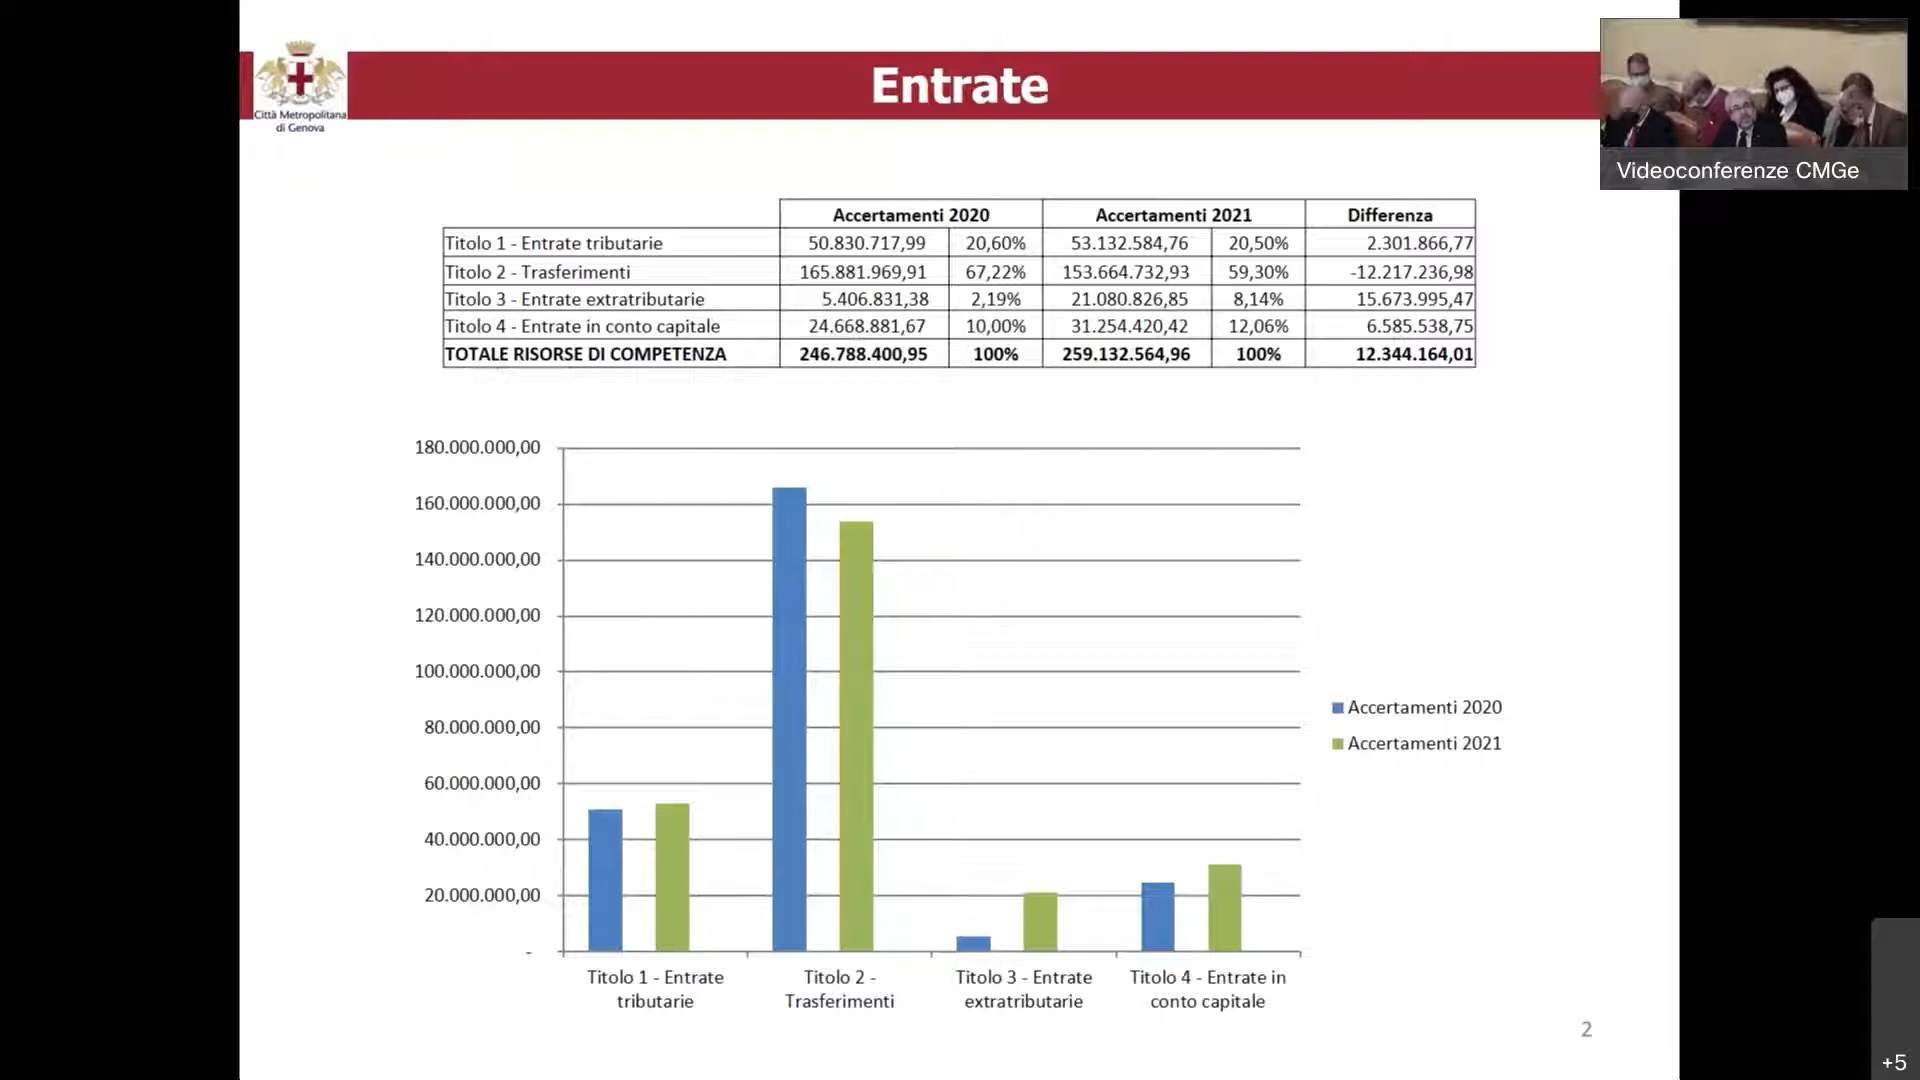 Entrate
Città Metropolitana
di Genova
Videoconferenze CMGe
Accertamenti 2020 Accertamenti 2021 Differenza
Titolo 1 - Entrate tributarie 50.830.717,99 20,60% 53.132.584,76 20,50% 2.301.866,77
Titolo 2 - Trasferimenti 165.881.969,91 67,22% 153.664.732,93 59,30% -12.217.236,98
Titolo 3 - Entrate extratributarie 5.406.831,38 2,19% 21.080.826,85 8,14% 15.673.995,47
Titolo 4 - Entrate in conto capitale 24.668.881,67 10,00% 31.254.420,42 12,06% 6.585.538,75
TOTALE RISORSE DI COMPETENZA 246.788.400,95 100% 259.132.564,96 100% 12.344.164,01
180.000.000,00
160.000.000,00
140.000.000,00
120.000.000,00
100.000.000,00
80.000.000,00
60.000.000,00
40.000.000,00
20.000.000,00
-
Accertamenti 2020
Accertamenti 2021
Titolo 1 - Entrate
tributarie
Titolo 2 -
Trasferimenti
Titolo 3 - Entrate
extratributarie
Titolo 4 - Entrate in
conto capitale
2
+5